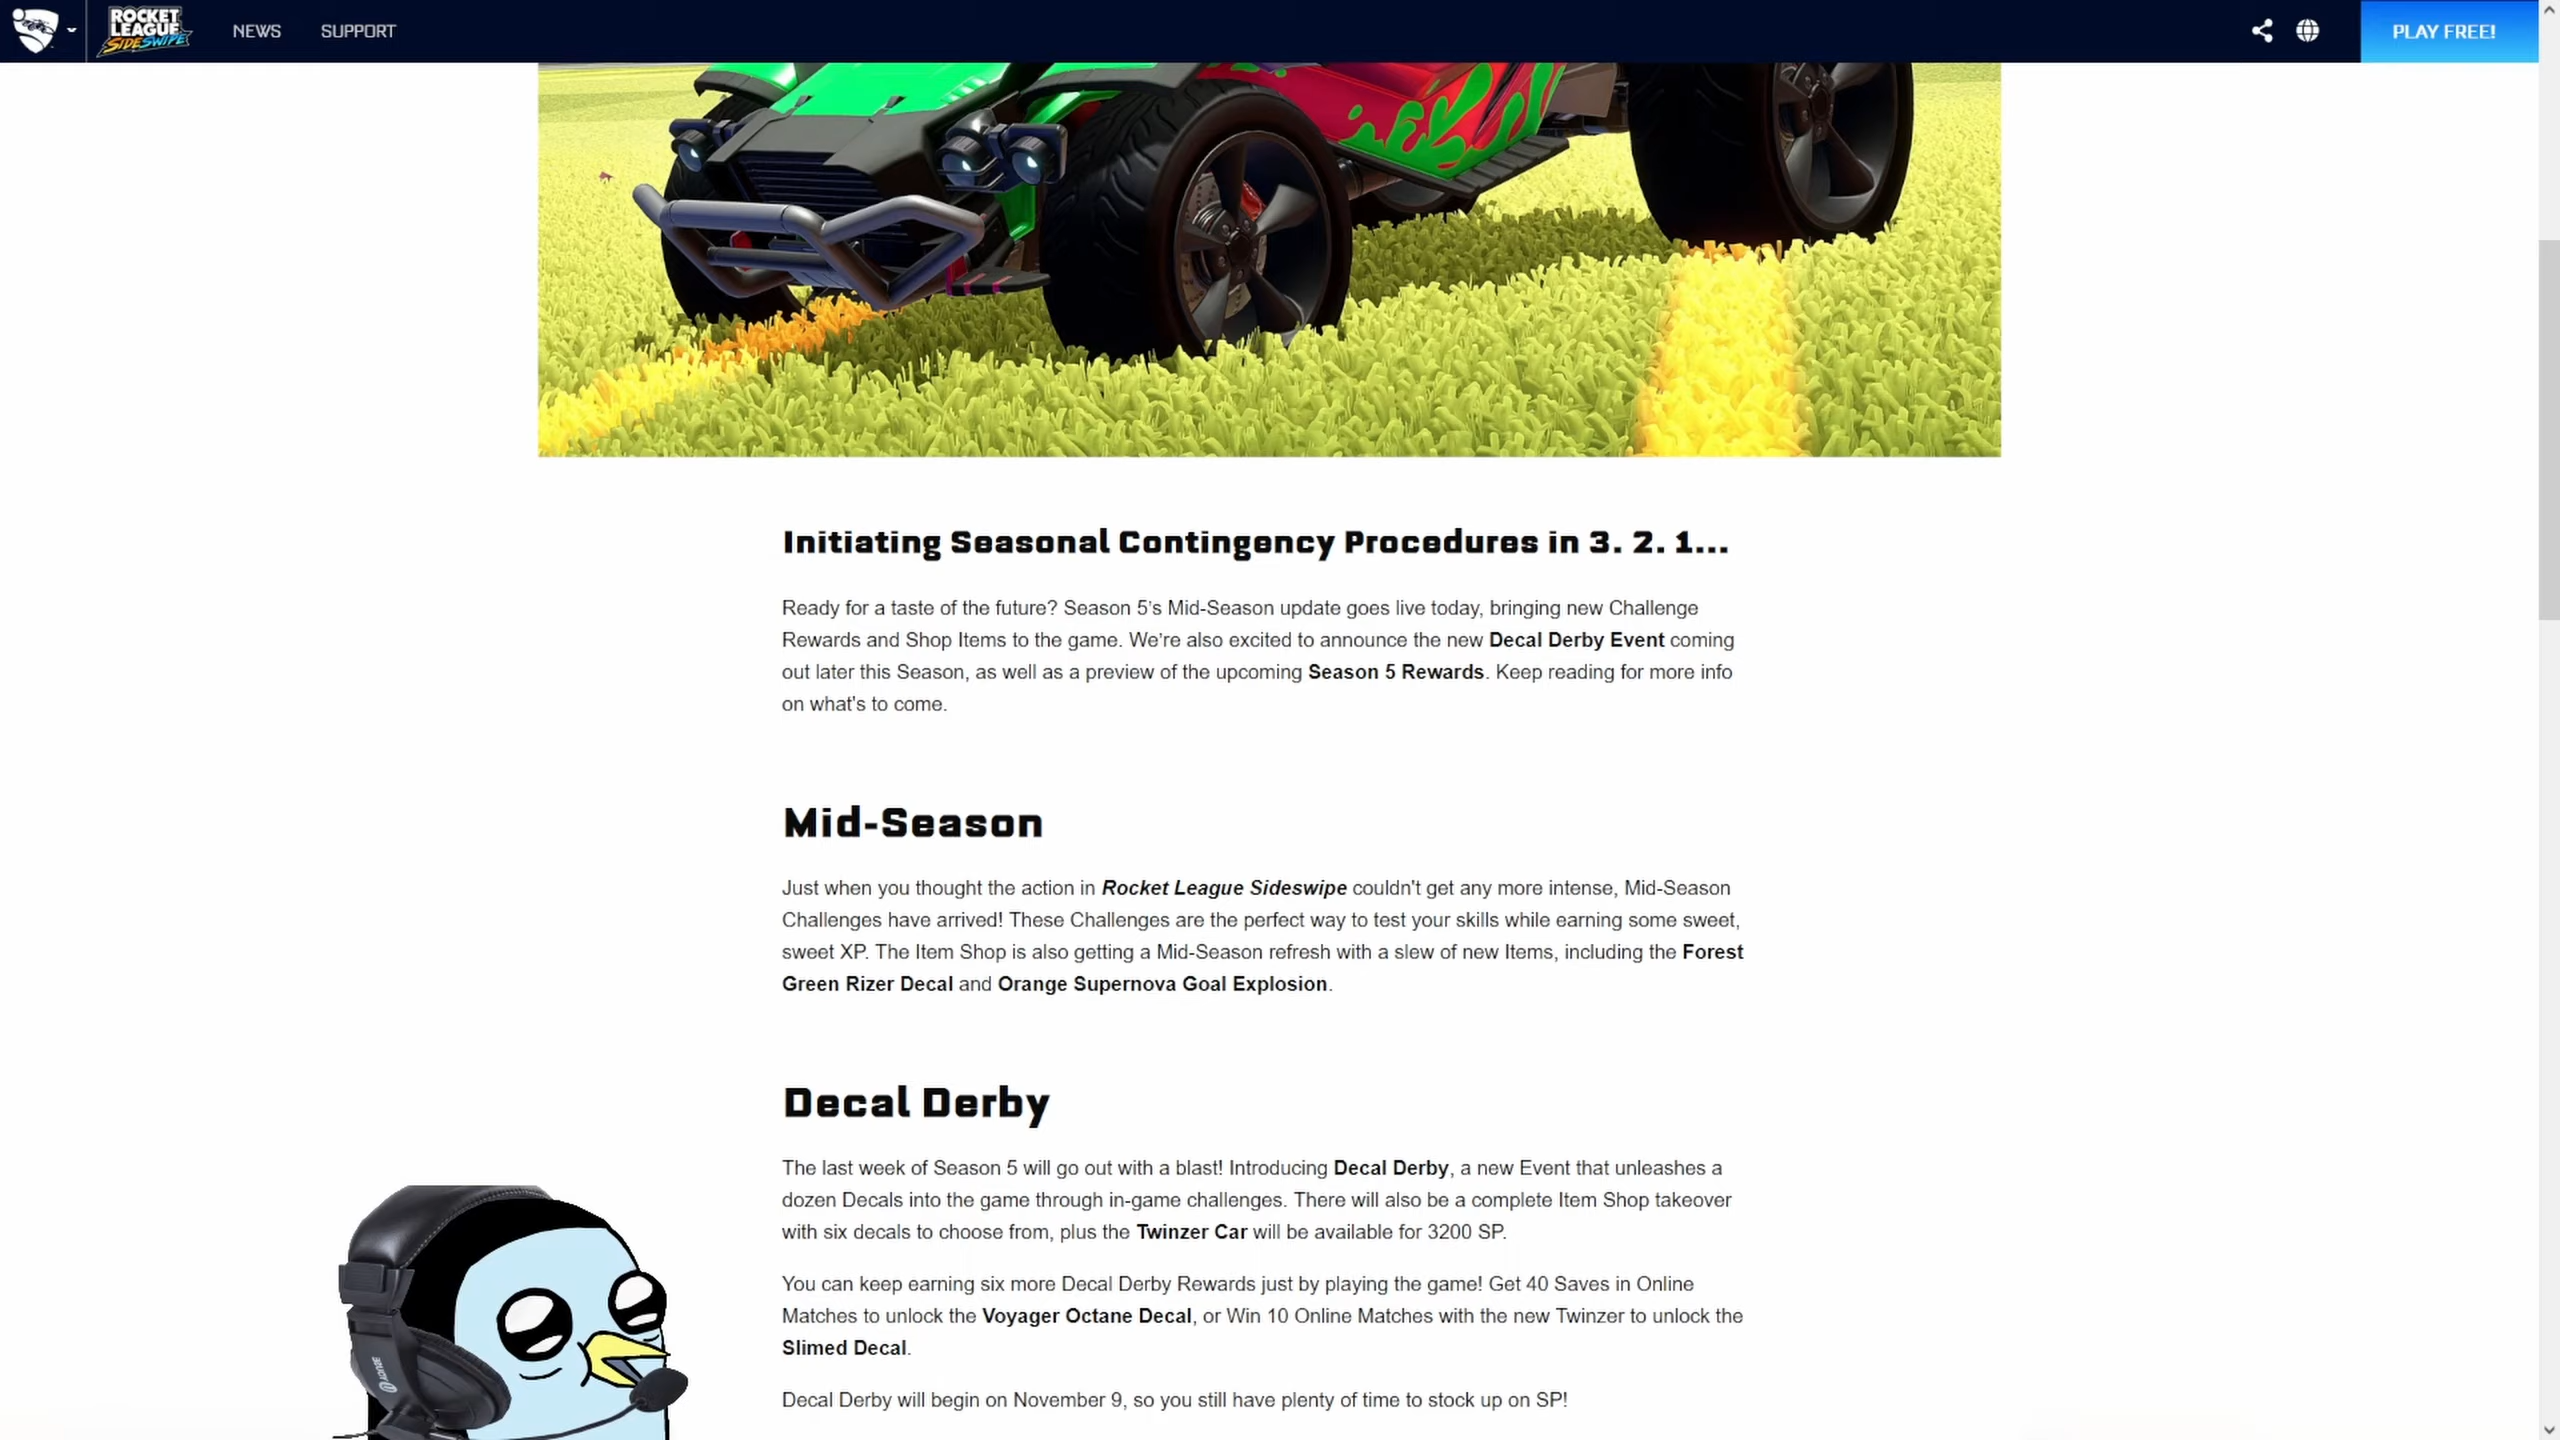 ROCKET
LEAGUE
SIDESWIPE
NEWS
SUPPORT
PLAY FREE!
Initiating Seasonal Contingency Procedures in 3. 2. 1...
Ready for a taste of the future? Season 5's Mid-Season update goes live today, bringing new Challenge
Rewards and Shop Items to the game. We're also excited to announce the new Decal Derby Event coming
out later this Season, as well as a preview of the upcoming Season 5 Rewards. Keep reading for more info
on what's to come.
Mid-Season
Just when you thought the action in Rocket League Sideswipe couldn't get any more intense, Mid-Season
Challenges have arrived! These Challenges are the perfect way to test your skills while earning some sweet,
sweet XP. The Item Shop is also getting a Mid-Season refresh with a slew of new Items, including the Forest
Green Rizer Decal and Orange Supernova Goal Explosion.
Decal Derby
The last week of Season 5 will go out with a blast! Introducing Decal Derby, a new Event that unleashes a
dozen Decals into the game through in-game challenges. There will also be a complete Item Shop takeover
with six decals to choose from, plus the Twinzer Car will be available for 3200 SP.
You can keep earning six more Decal Derby Rewards just by playing the game! Get 40 Saves in Online
Matches to unlock the Voyager Octane Decal, or Win 10 Online Matches with the new Twinzer to unlock the
Slimed Decal.
Decal Derby will begin on November 9, so you still have plenty of time to stock up on SP!